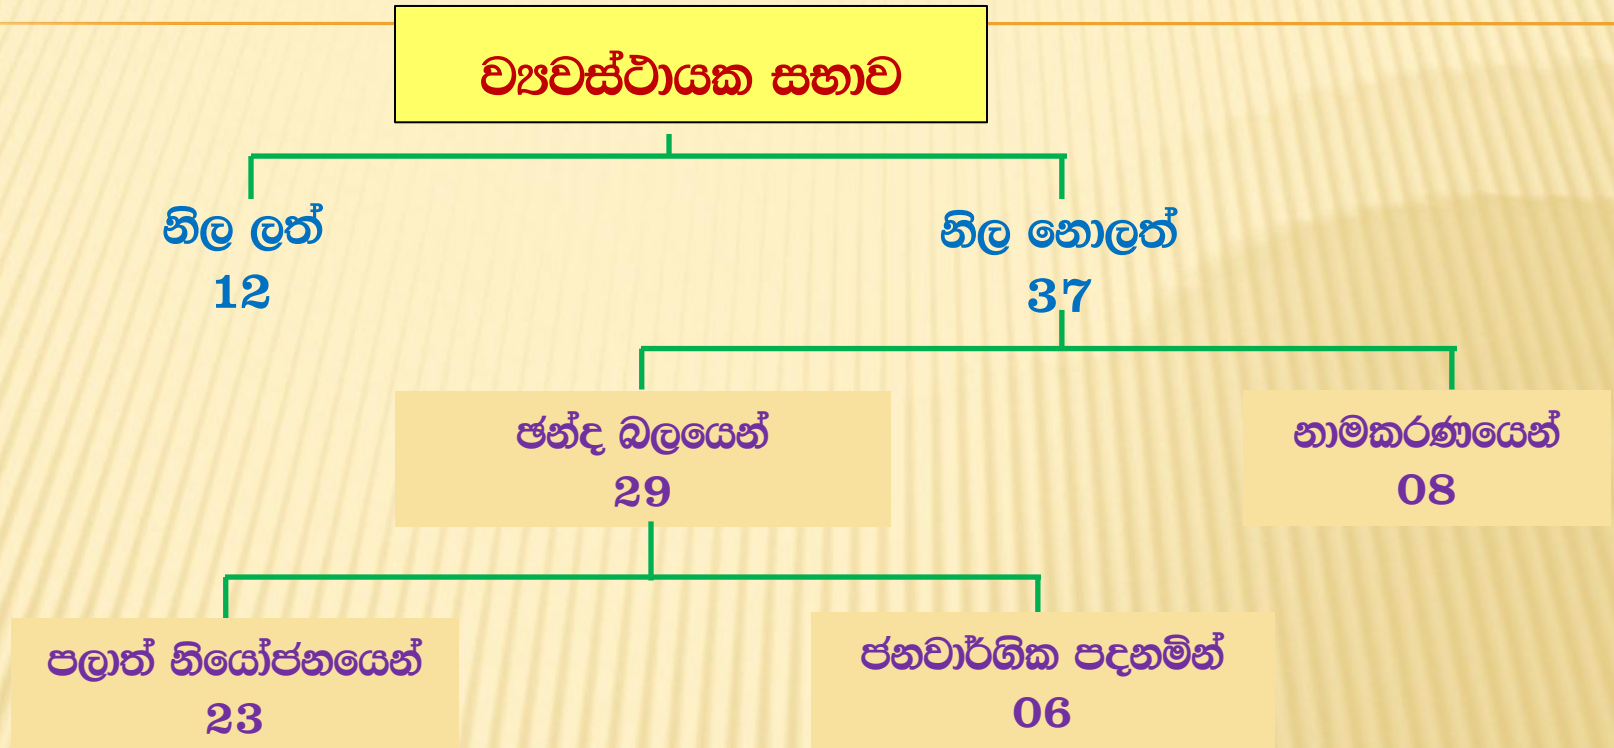 ව්‍යවස්ථායක සභාව
නිල ලත්
12
නිල නොලත්
37
ඡන්ද බලයෙන්
29
නාමකරණයෙන්
08
පලාත් නියෝජනයෙන්
23
ජනවාර්ගික පදනමින්
06